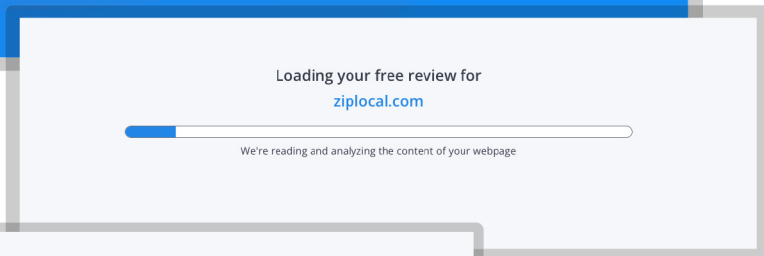 Loading your free review for
ziplocal.com
We're reading and analyzing the content of your webpage